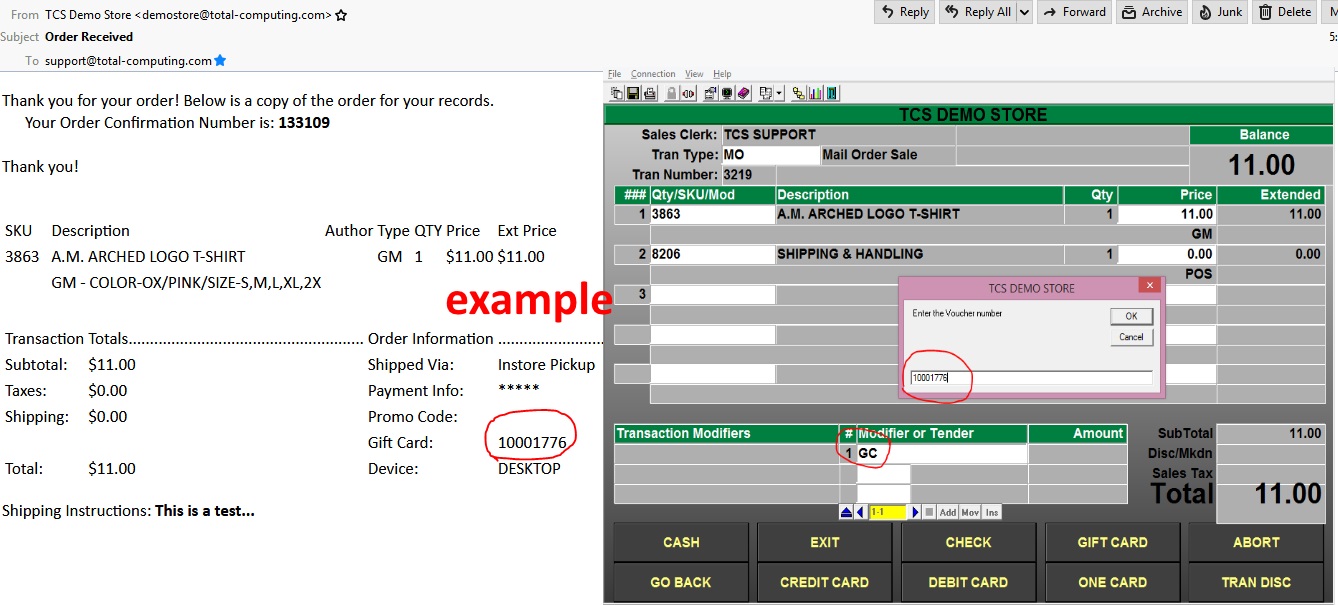 From TCS Demo Store <demostore@total-computing.com>
Reply Reply All Forward Archive Junk Delete M
Subject Order Received
5:
To support@total-computing.com
Thank you for your order! Below is a copy of the order for your records.
Your Order Confirmation Number is: 133109
Thank you!
SKU Description Author Type QTY Price Ext Price
3863 A.M. ARCHED LOGO T-SHIRT GM 1 $11.00 $11.00
GM - COLOR-OX/PINK/SIZE-S,M,L,XL,2X
Transaction Totals............................................................ Order Information ...........................
Subtotal: $11.00 Shipped Via: Instore Pickup
Taxes: $0.00 Payment Info: *****
Shipping: $0.00 Promo Code:
Gift Card: 10001776
Total: $11.00 Device: DESKTOP
Shipping Instructions: This is a test...
example
File Connection View Help
TCS DEMO STORE
Sales Clerk: TCS SUPPORT Balance
Tran Type: MO Mail Order Sale 11.00
Tran Number: 3219
### Qty/SKU/Mod Description Qty Price Extended
1 3863 A.M. ARCHED LOGO T-SHIRT 1 11.00 11.00
GM
2 8206 SHIPPING & HANDLING 1 0.00 0.00
POS
3
TCS DEMO STORE x
Enter the Voucher number
OK
Cancel
10001776
Transaction Modifiers # Modifier or Tender Amount
1 GC
SubTotal 11.00
Disc/Mkdn
Sales Tax
Total 11.00
1-1 Add Mov Ins
CASH EXIT CHECK GIFT CARD ABORT
GO BACK CREDIT CARD DEBIT CARD ONE CARD TRAN DISC